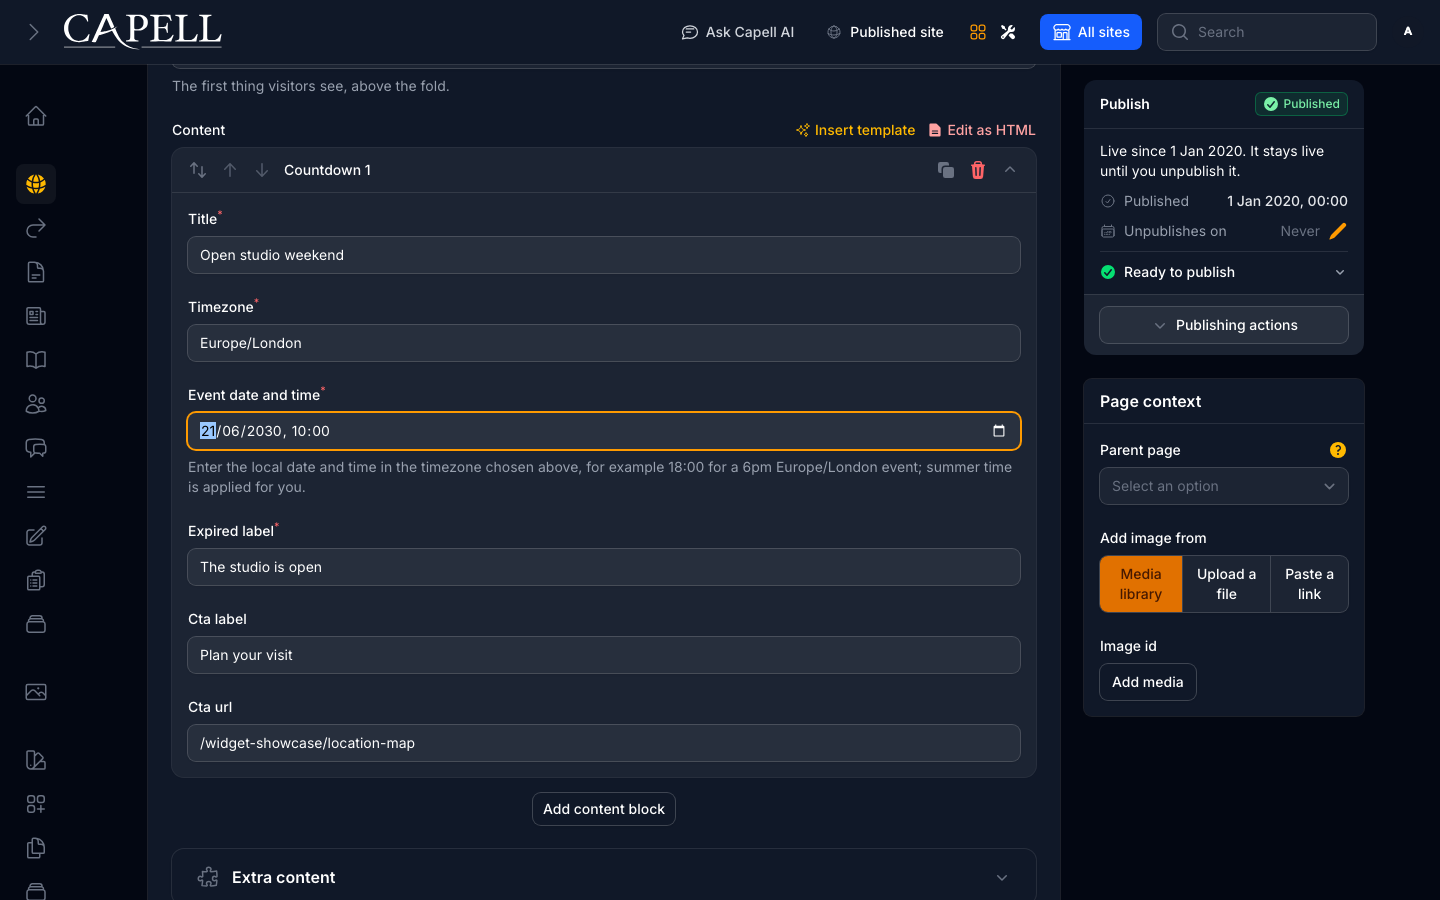 CAPELL
Ask Capell AI
Published site
All sites
Search
A
The first thing visitors see, above the fold.
Content
Insert template
Edit as HTML
Countdown 1
Title*
Open studio weekend
Timezone*
Europe/London
Event date and time*
21/06/2030, 10:00
Enter the local date and time in the timezone chosen above, for example 18:00 for a 6pm Europe/London event; summer time
is applied for you.
Expired label*
The studio is open
Cta label
Plan your visit
Cta url
/widget-showcase/location-map
Add content block
Extra content
Publish
Published
Live since 1 Jan 2020. It stays live
until you unpublish it.
Published
1 Jan 2020, 00:00
Unpublishes on
Never
Ready to publish
Publishing actions
Page context
Parent page
?
Select an option
Add image from
Media
library
Upload a
file
Paste a
link
Image id
Add media